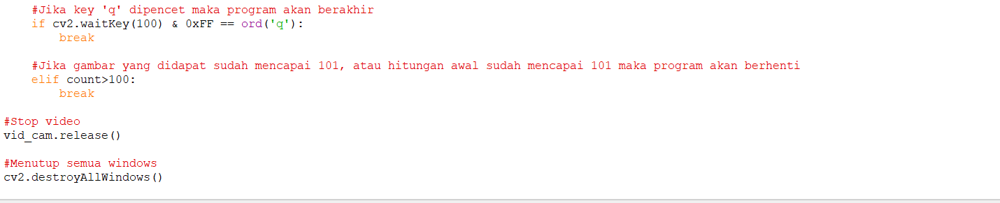 #Jika key 'q' dipencet maka program akan berakhir
if cv2.waitKey(100) & 0xFF == ord('q'):
break
#Jika gambar yang didapat sudah mencapai 101, atau hitungan awal sudah mencapai 101 maka program akan berhenti
elif count>100:
break
#Stop video
vid_cam.release()
#Menutup semua windows
cv2.destroyAllWindows()